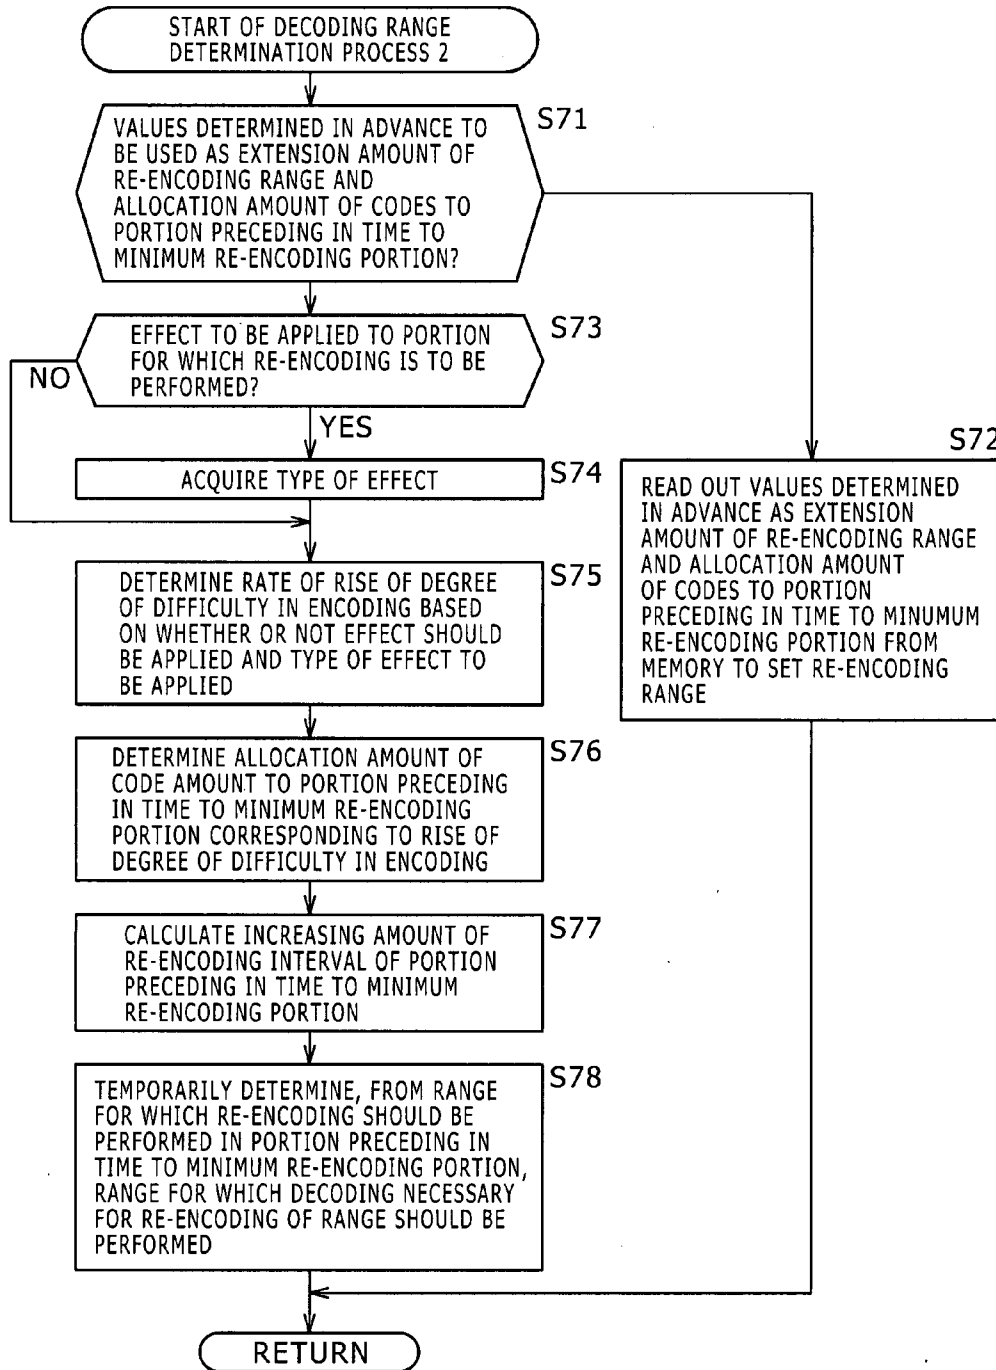 START OF DECODING RANGE
DETERMINATION PROCESS 2
S71
VALUES DETERMINED IN ADVANCE TO
BE USED AS EXTENSION AMOUNT OF
RE-ENCODING RANGE AND
ALLOCATION AMOUNT OF CODES TO
PORTION PRECEDING IN TIME TO
MINIMUM RE-ENCODING PORTION?
S73
EFFECT TO BE APPLIED TO PORTION
FOR WHICH RE-ENCODING IS TO BE
PERFORMED?
NO
YES
S74
ACQUIRE TYPE OF EFFECT
S72
READ OUT VALUES DETERMINED
IN ADVANCE AS EXTENSION
AMOUNT OF RE-ENCODING RANGE
AND ALLOCATION AMOUNT
OF CODES TO PORTION
PRECEDING IN TIME TO MINUMUM
RE-ENCODING PORTION FROM
MEMORY TO SET RE-ENCODING
RANGE
S75
DETERMINE RATE OF RISE OF DEGREE
OF DIFFICULTY IN ENCODING BASED
ON WHETHER OR NOT EFFECT SHOULD
BE APPLIED AND TYPE OF EFFECT TO
BE APPLIED
S76
DETERMINE ALLOCATION AMOUNT OF
CODE AMOUNT TO PORTION PRECEDING
IN TIME TO MINIMUM RE-ENCODING
PORTION CORRESPONDING TO RISE OF
DEGREE OF DIFFICULTY IN ENCODING
S77
CALCULATE INCREASING AMOUNT OF
RE-ENCODING INTERVAL OF PORTION
PRECEDING IN TIME TO MINIMUM
RE-ENCODING PORTION
S78
TEMPORARILY DETERMINE, FROM RANGE
FOR WHICH RE-ENCODING SHOULD BE
PERFORMED IN PORTION PRECEDING IN
TIME TO MINIMUM RE-ENCODING PORTION,
RANGE FOR WHICH DECODING NECESSARY
FOR RE-ENCODING OF RANGE SHOULD BE
PERFORMED
RETURN